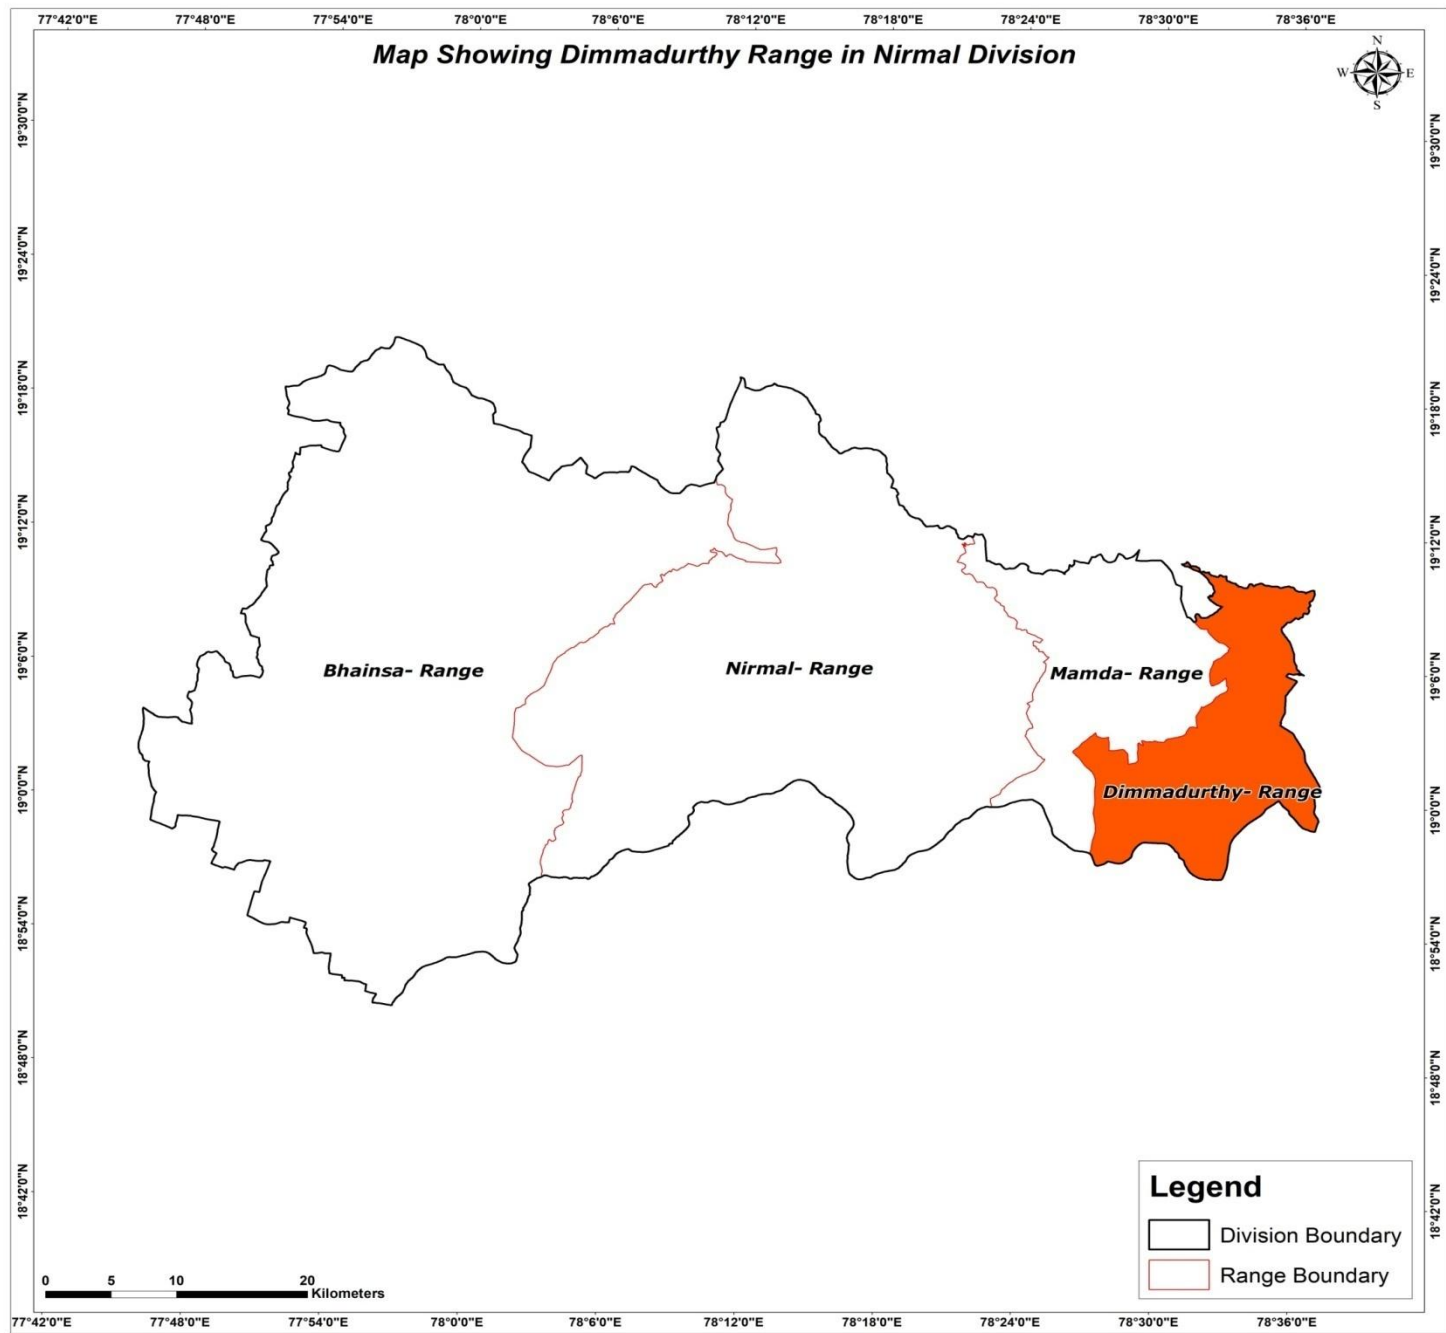 77°42'0"E 77°48'0"E 77°54'0"E 78°0'0"E 78°6'0"E 78°12'0"E 78°18'0"E 78°24'0"E 78°30'0"E 78°36'0"E
Map Showing Dimmadurthy Range in Nirmal Division
N
W E
S
19°30'0"N 19°30'0"N
19°24'0"N 19°24'0"N
19°18'0"N 19°18'0"N
19°12'0"N 19°12'0"N
19°6'0"N 19°6'0"N
Bhainsa- Range
Nirmal- Range
Mamda- Range
19°0'0"N 19°0'0"N
Dimmadurthy- Range
18°54'0"N 18°54'0"N
18°48'0"N 18°48'0"N
18°42'0"N 18°42'0"N
Legend
Division Boundary
Range Boundary
0 5 10 20
Kilometers
77°42'0"E 77°48'0"E 77°54'0"E 78°0'0"E 78°6'0"E 78°12'0"E 78°18'0"E 78°24'0"E 78°30'0"E 78°36'0"E